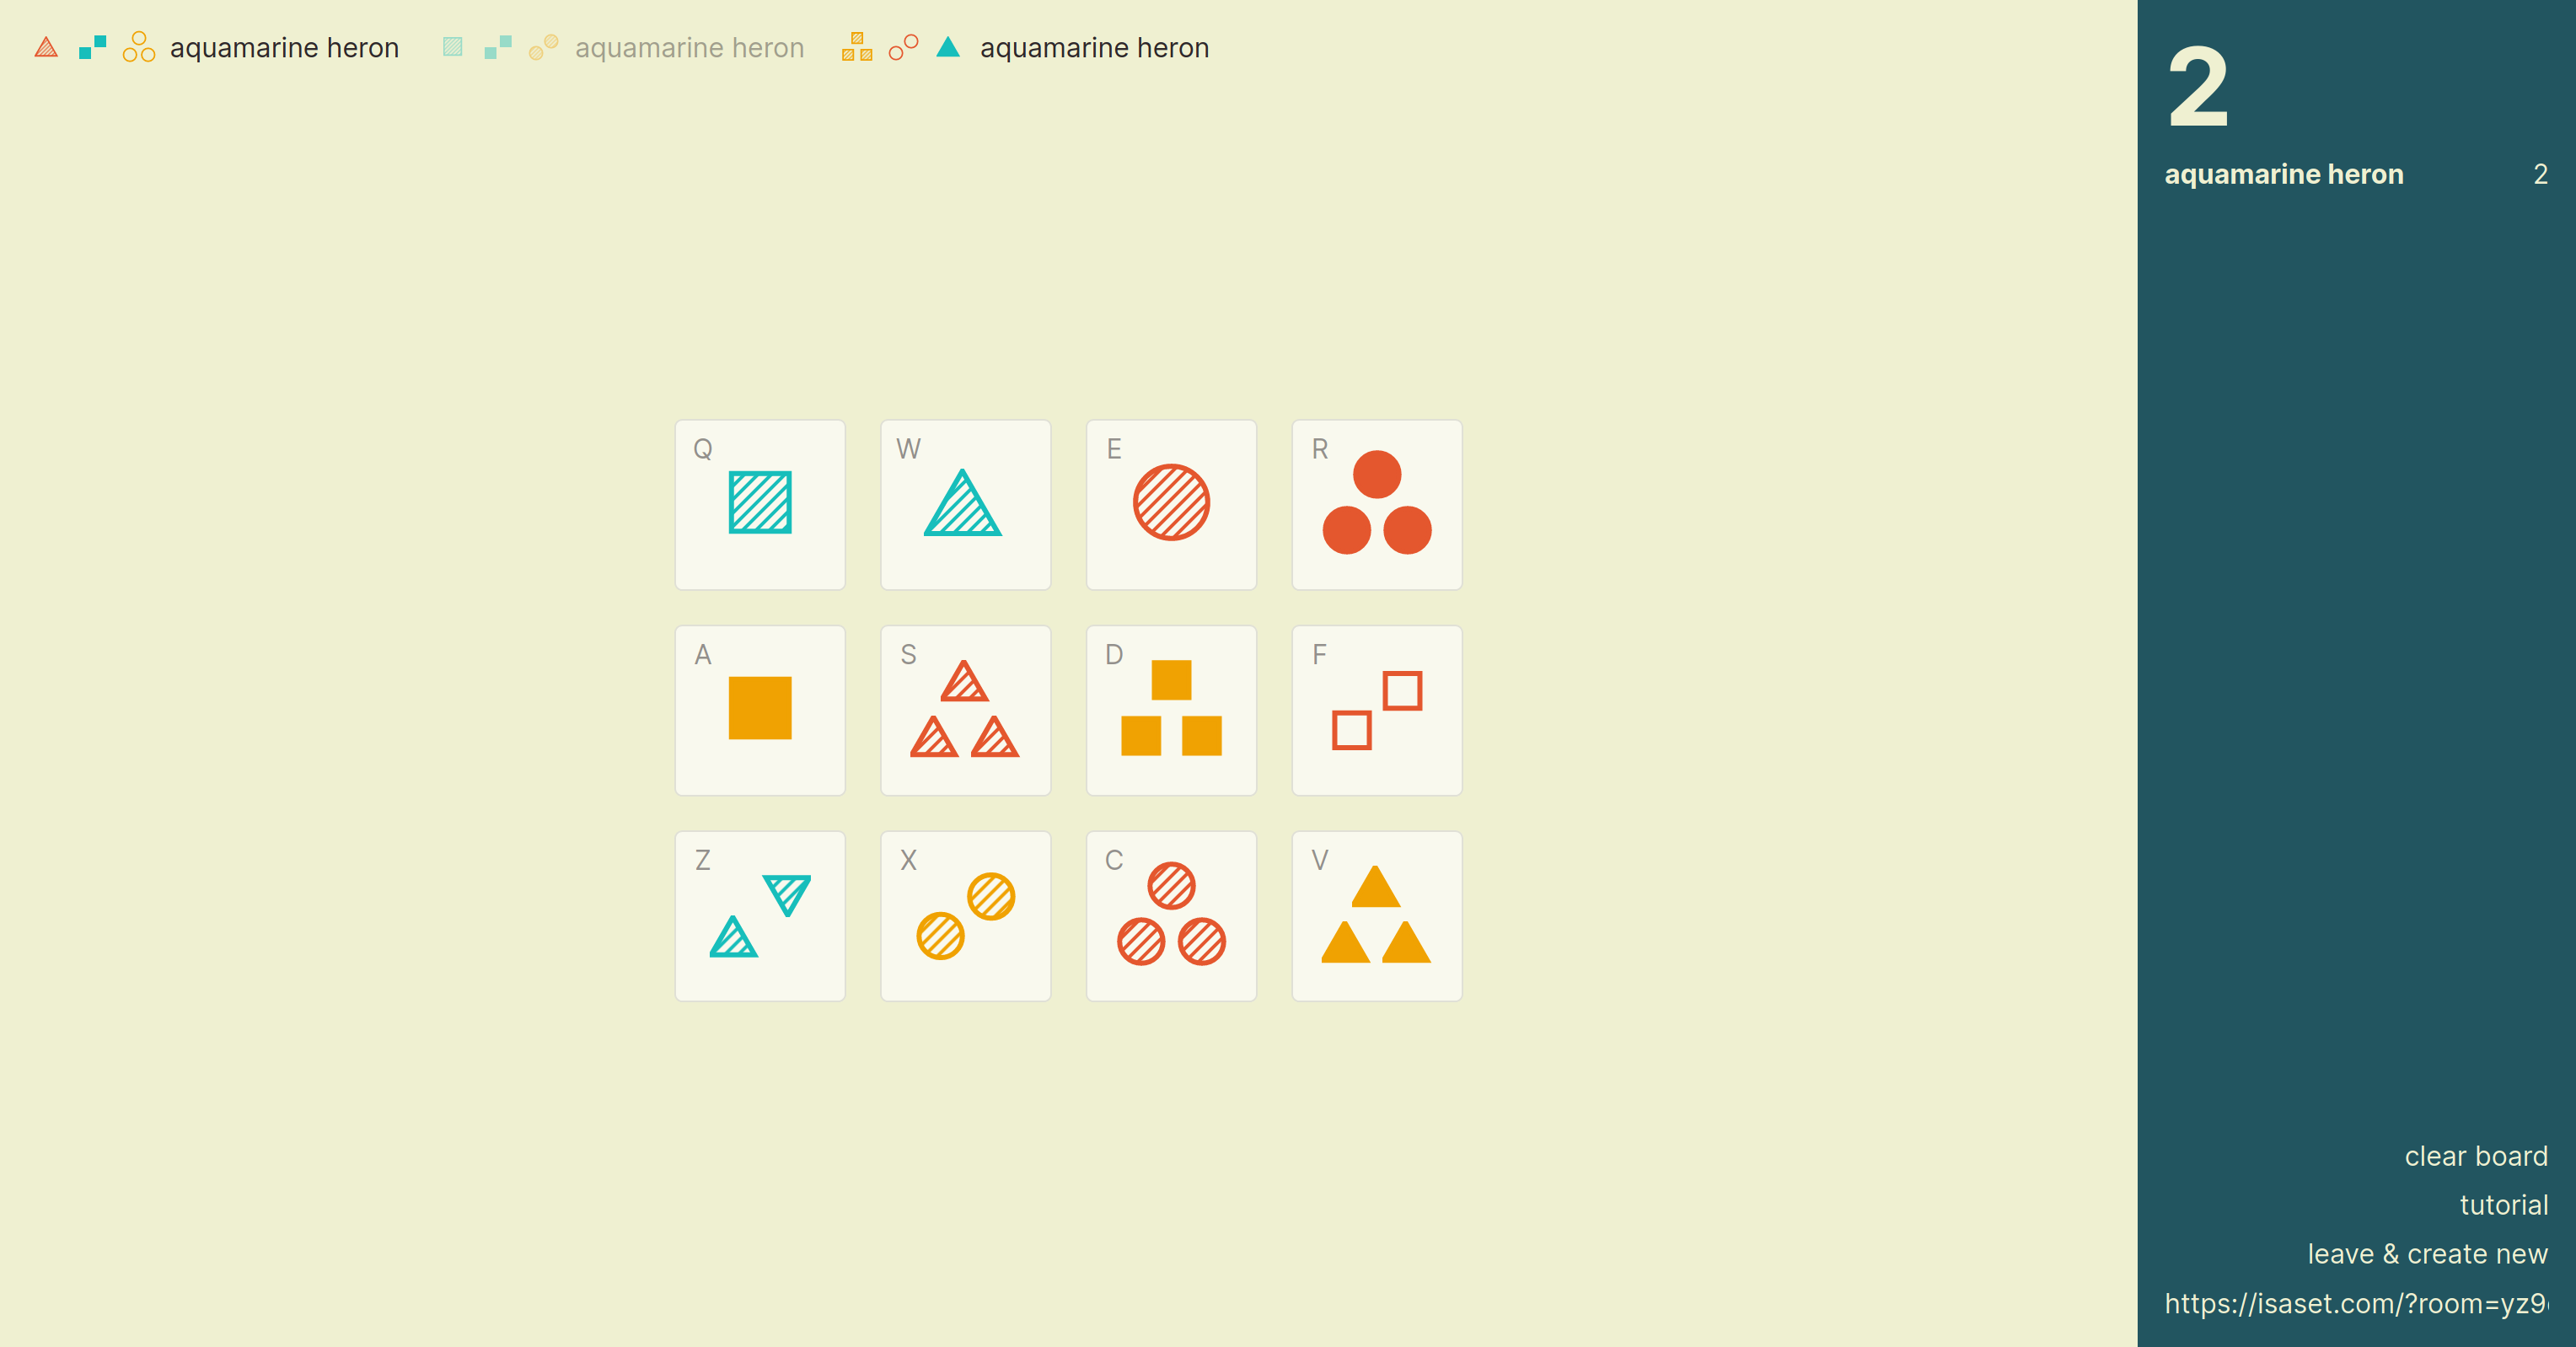 aquamarine heron aquamarine heron aquamarine heron
2
aquamarine heron 2
Q W E R
A S D F
Z X C V
clear board
tutorial
leave & create new
https://isaset.com/?room=yz9